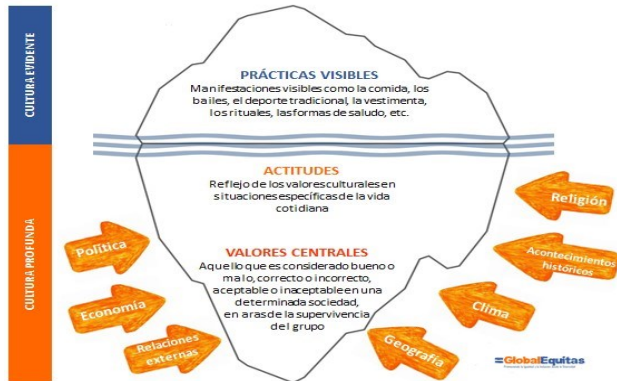 CULTURA EVIDENTE
PRÁCTICAS VISIBLES
Manifestaciones visibles como la comida, los
bailes, el deporte tradicional, la vestimenta,
los rituales, las formas de saludo, etc.
CULTURA PROFUNDA
ACTITUDES
Reflejo de los valores culturales en
situaciones específicas de la vida
cotidiana
VALORES CENTRALES
Aquello que es considerado bueno o
malo, correcto o incorrecto,
aceptable o inaceptable en una
determinada sociedad,
en aras de la supervivencia
del grupo
Política
Economía
Relaciones
externas
Religión
Acontecimientos
históricos
Clima
Geografía
GlobalEquitas